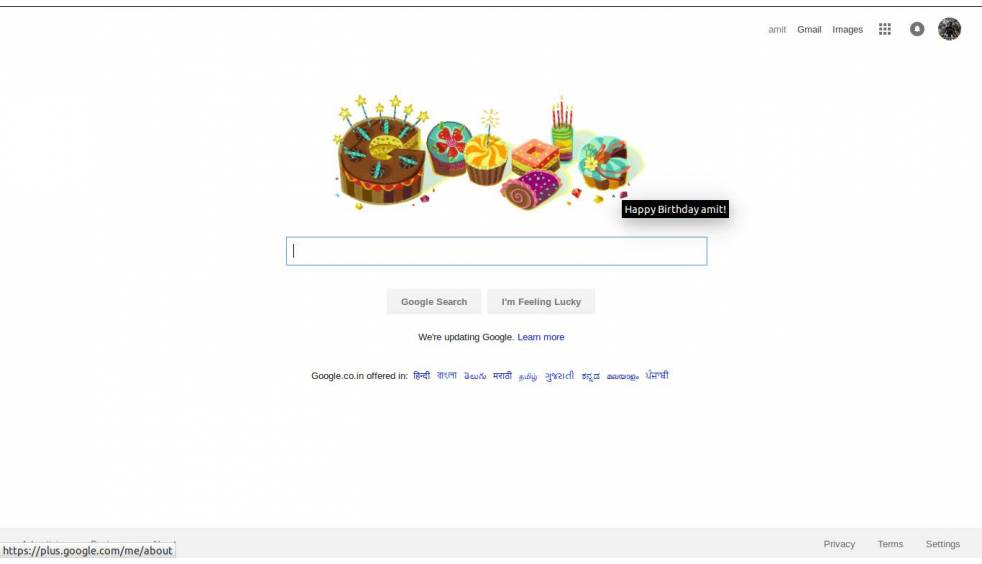 amit Gmail Images
Happy Birthday amit!
Google Search I'm Feeling Lucky
We're updating Google. Learn more
Google.co.in offered in: हिन्दी বাংলা తెలుగు मराठी தமிழ் ગુજરાતી ಕನ್ನಡ മലയാളം ਪੰਜਾਬੀ
https://plus.google.com/me/about
Privacy Terms Settings